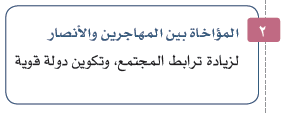 ٢
المؤاخاة بين المهاجرين والأنصار
لزيادة ترابط المجتمع، وتكوين دولة قوية